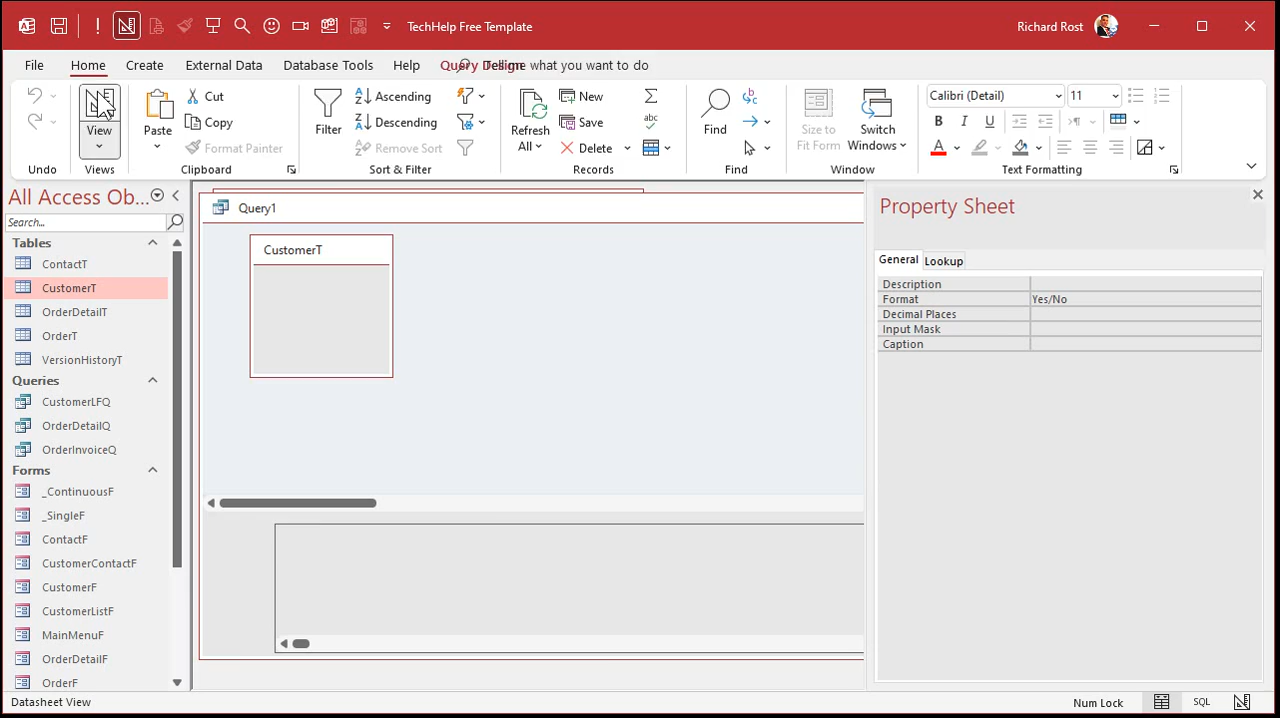 TechHelp Free Template
Richard Rost
File
Home
Create
External Data
Database Tools
Help
Query Design
Tell me what you want to do
View
Paste
Cut
Copy
Format Painter
Filter
Ascending
Descending
Remove Sort
Refresh
All
New
Save
Delete
Find
Size to
Fit Form
Switch
Windows
Calibri (Detail)
11
B
I
U
A
Undo
Views
Clipboard
Sort & Filter
Records
Find
Window
Text Formatting
All Access Ob...
Search...
Tables
ContactT
CustomerT
OrderDetailT
OrderT
VersionHistoryT
Queries
CustomerLFQ
OrderDetailQ
OrderInvoiceQ
Forms
_ContinuousF
_SingleF
ContactF
CustomerContactF
CustomerF
CustomerListF
MainMenuF
OrderDetailF
OrderF
Query1
CustomerT
Property Sheet
General
Lookup
Description
Format Yes/No
Decimal Places
Input Mask
Caption
Datasheet View
Num Lock
SQL